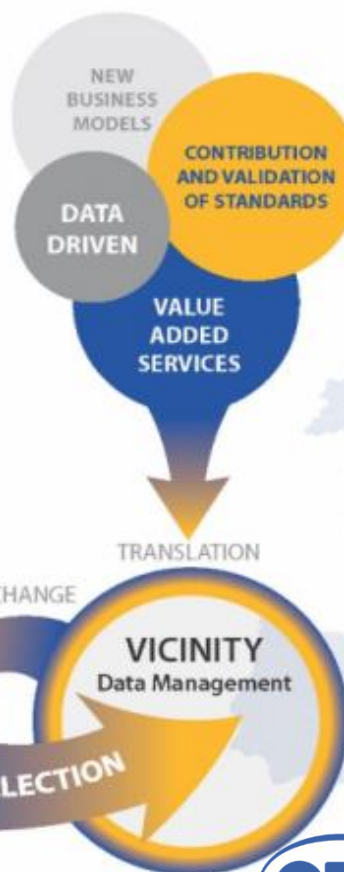 NEW
BUSINESS
MODELS
CONTRIBUTION
AND VALIDATION
OF STANDARDS
DATA
DRIVEN
VALUE
ADDED
SERVICES
TRANSLATION
CHANGE
VICINITY
Data Management
LECTION